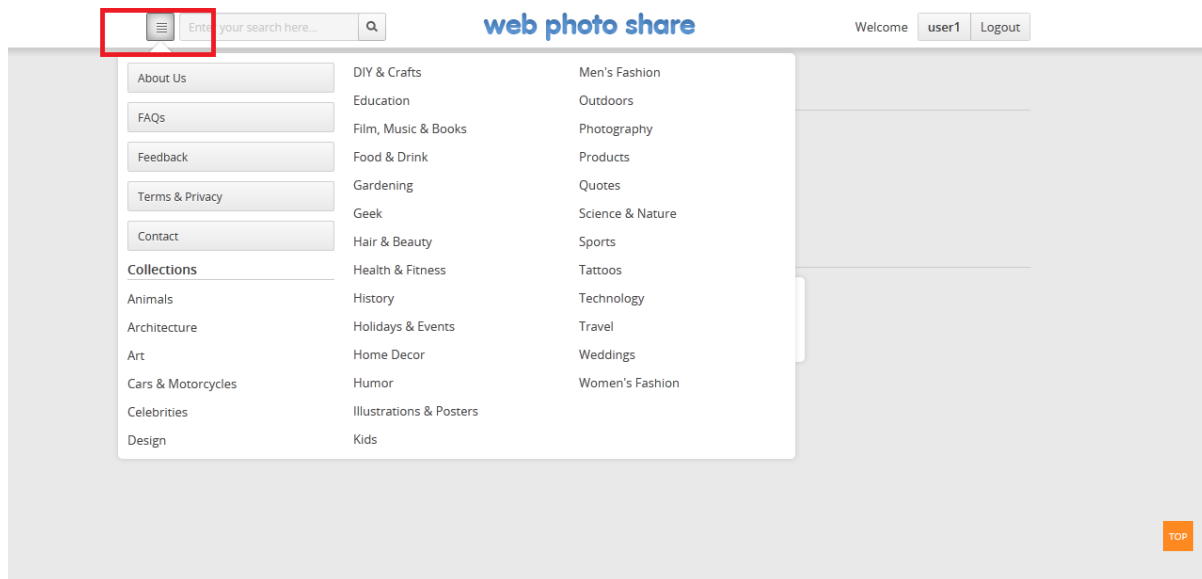 Enter your search here...
web photo share
Welcome
user1
Logout
About Us
FAQs
Feedback
Terms & Privacy
Contact
Collections
Animals
Architecture
Art
Cars & Motorcycles
Celebrities
Design
DIY & Crafts
Education
Film, Music & Books
Food & Drink
Gardening
Geek
Hair & Beauty
Health & Fitness
History
Holidays & Events
Home Decor
Humor
Illustrations & Posters
Kids
Men's Fashion
Outdoors
Photography
Products
Quotes
Science & Nature
Sports
Tattoos
Technology
Travel
Weddings
Women's Fashion
TOP